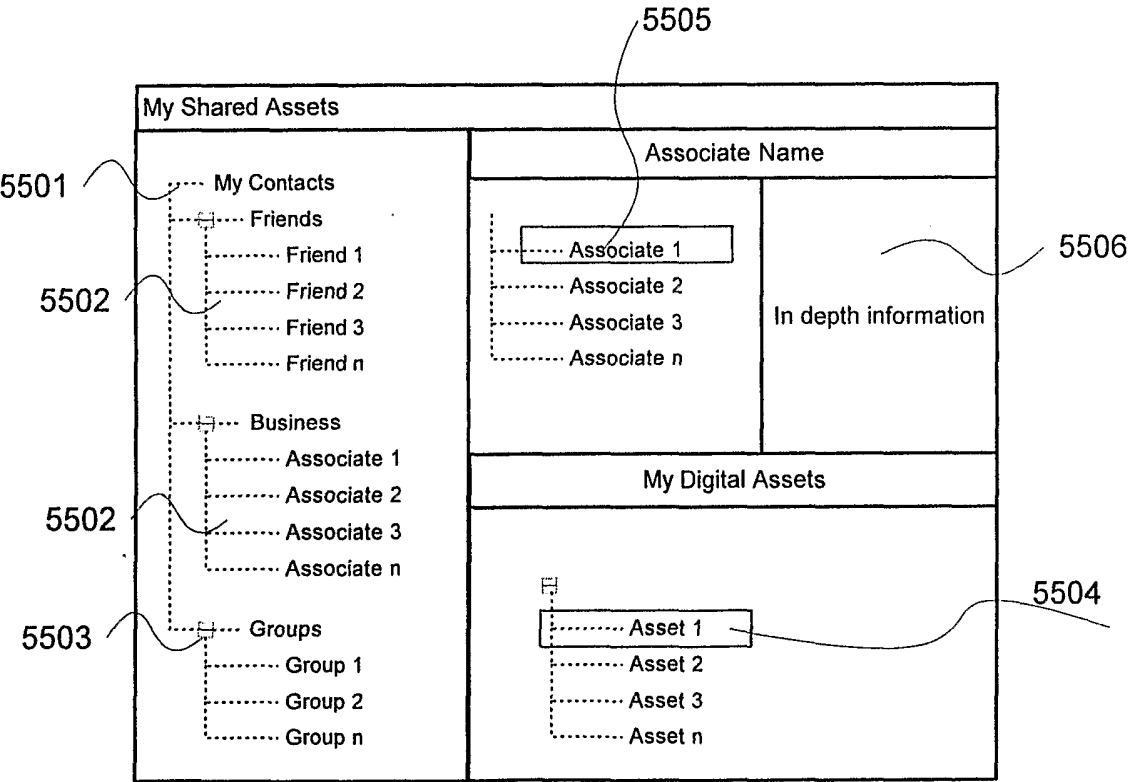 5505
My Shared Assets
Associate Name
5501
My Contacts
Friends
Friend 1
5502
Friend 2
Friend 3
Friend n
Business
Associate 1
Associate 2
5502
Associate 3
Associate n
5503
Groups
Group 1
Group 2
Group n
Associate 1
Associate 2
Associate 3
Associate n
5506
In depth information
My Digital Assets
5504
Asset 1
Asset 2
Asset 3
Asset n